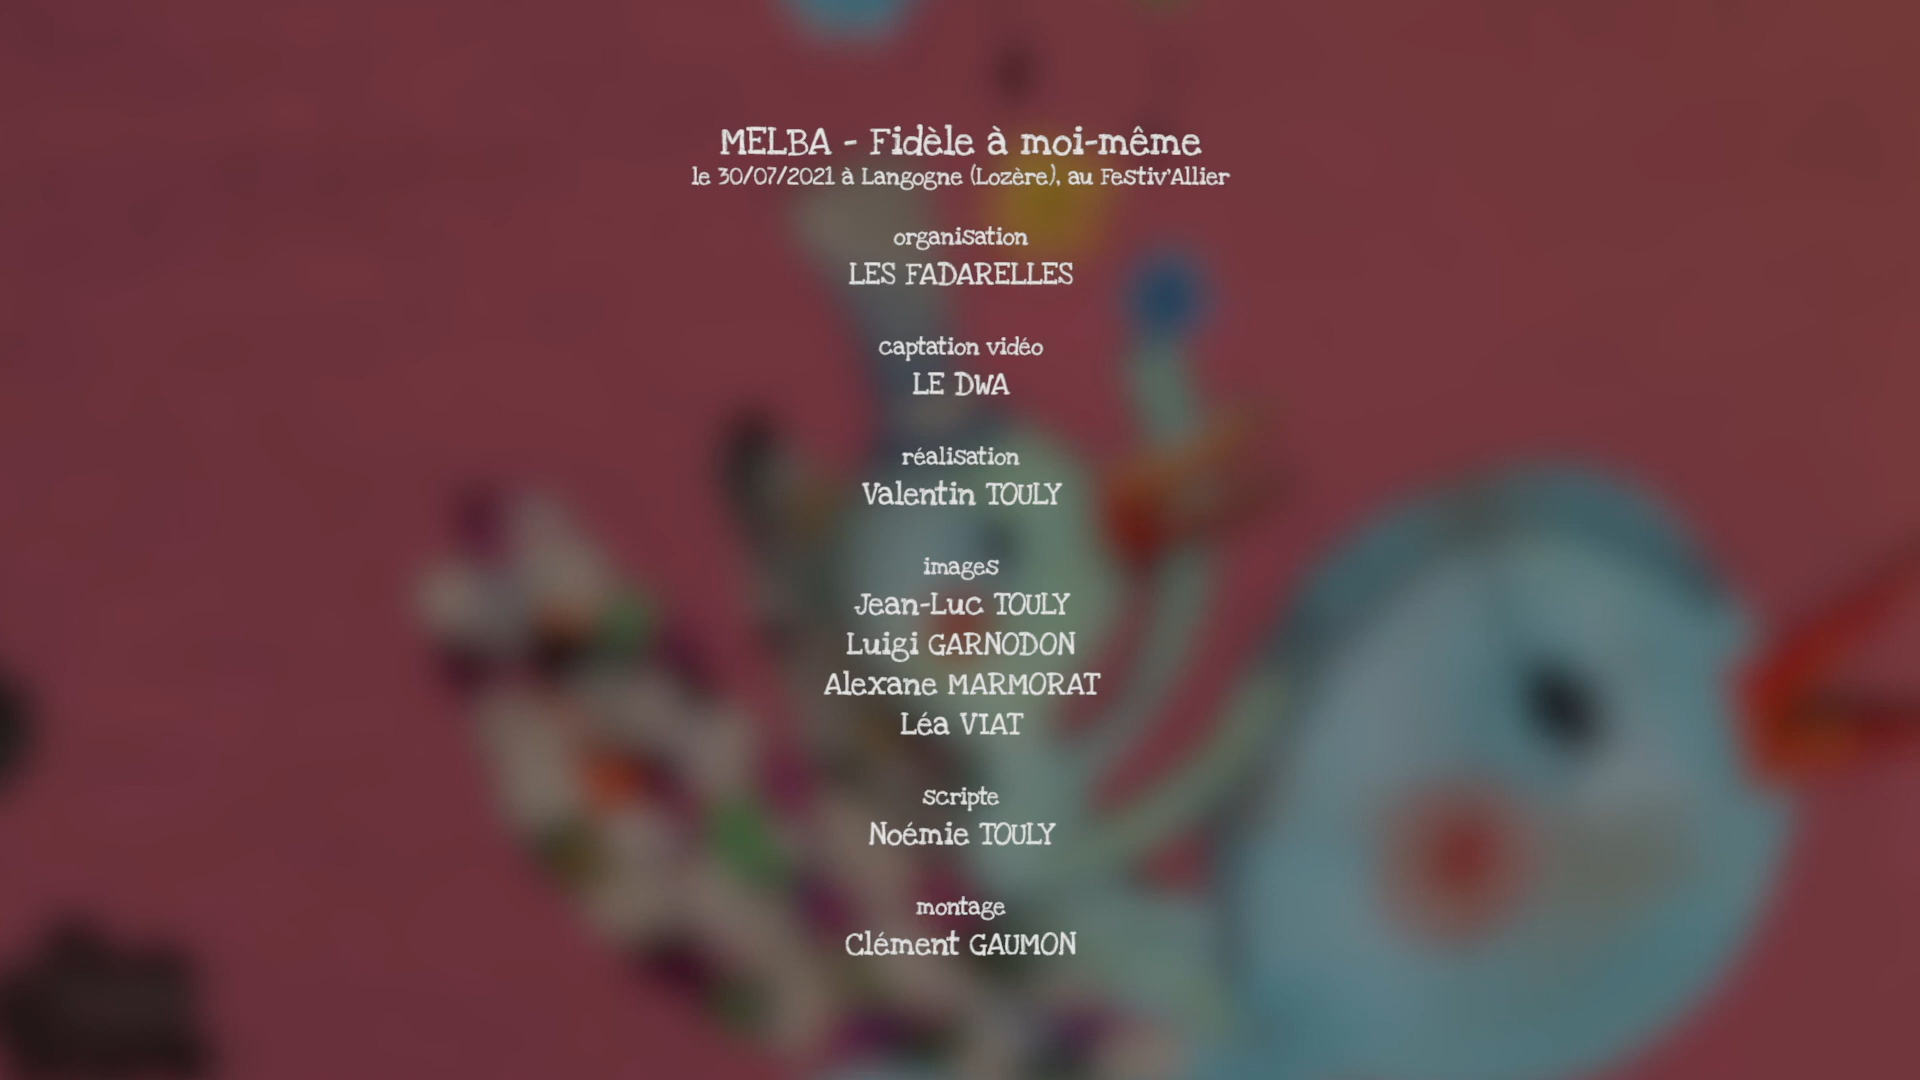 MELBA - Fidèle à moi-même
le 30/07/2021 à Langogne (Lozère), au Festiv'Allier
organisation
LES FADARELLES
captation vidéo
LE DWA
réalisation
Valentin TOULY
images
Jean-Luc TOULY
Luigi GARNODON
Alexane MARMORAT
Léa VIAT
scripte
Noémie TOULY
montage
Clément GAUMON